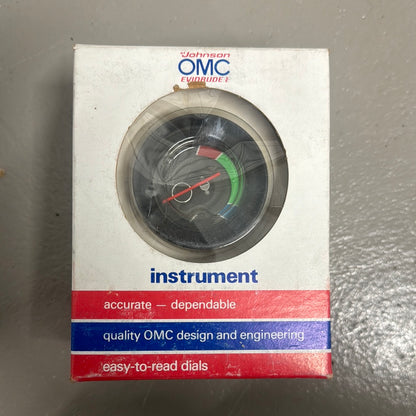 Johnson
OMC
EVINRUDE
instrument
accurate — dependable
quality OMC design and engineering
easy-to-read dials